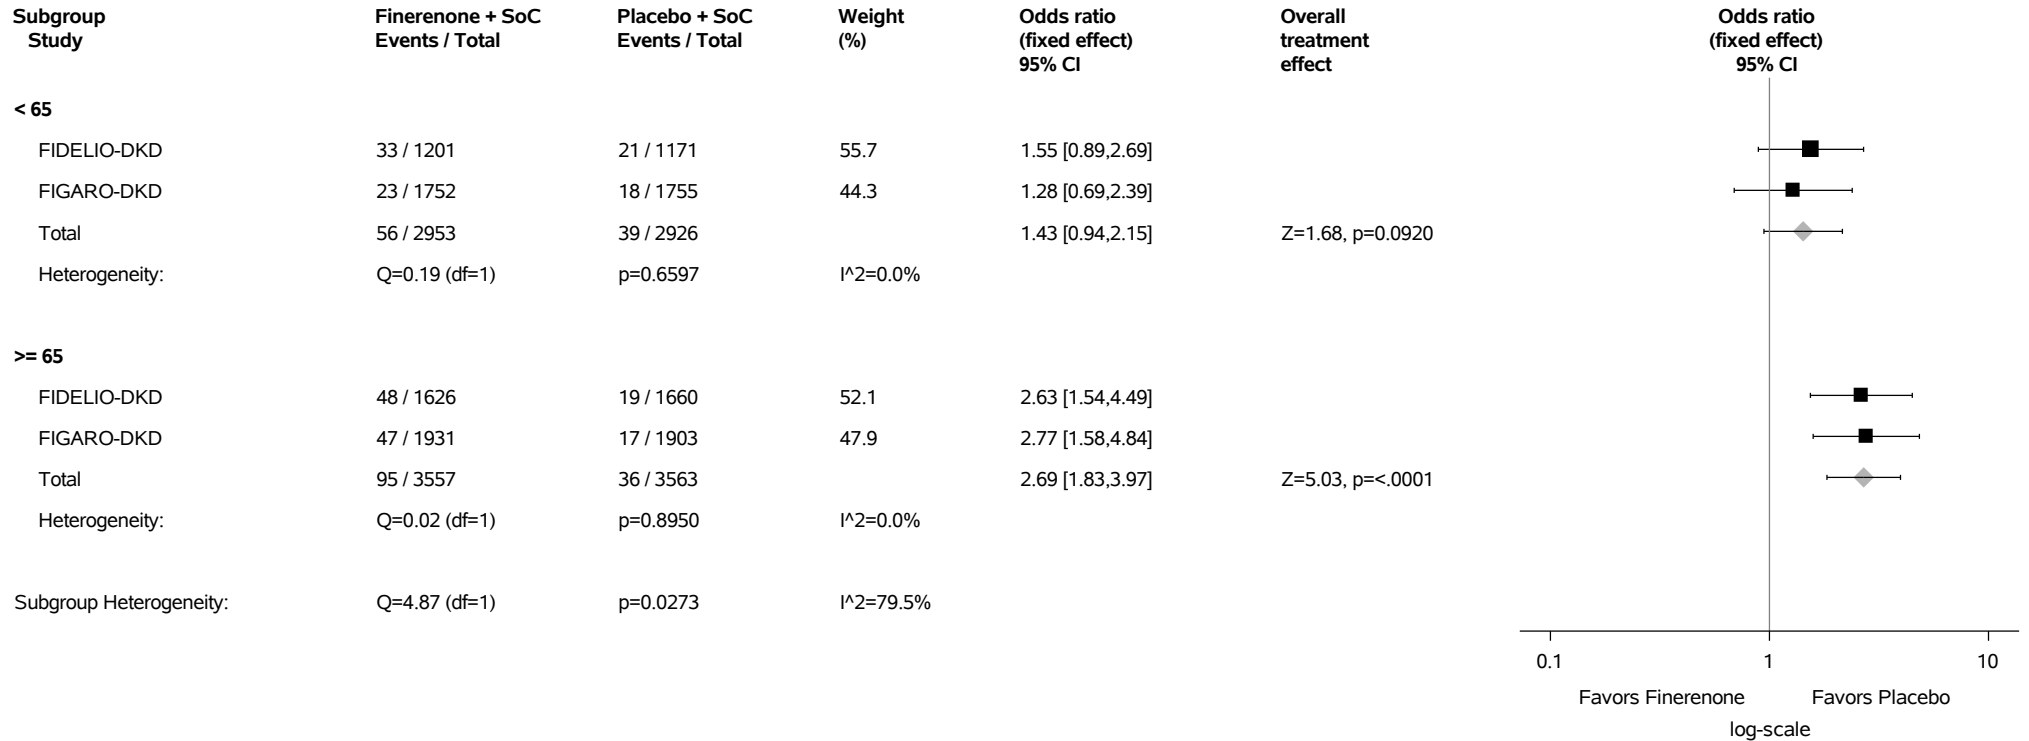 Subgroup Finerenone + SoC Placebo + SoC Weight Odds ratio Overall Odds ratio
Study Events / Total Events / Total (%) (fixed effect) treatment (fixed effect)
95% CI effect 95% CI
< 65
FIDELIO-DKD 33 / 1201 21 / 1171 55.7 1.55 [0.89,2.69]
FIGARO-DKD 23 / 1752 18 / 1755 44.3 1.28 [0.69,2.39]
Total 56 / 2953 39 / 2926 1.43 [0.94,2.15] Z=1.68, p=0.0920
Heterogeneity: Q=0.19 (df=1) p=0.6597 I^2=0.0%
>= 65
FIDELIO-DKD 48 / 1626 19 / 1660 52.1 2.63 [1.54,4.49]
FIGARO-DKD 47 / 1931 17 / 1903 47.9 2.77 [1.58,4.84]
Total 95 / 3557 36 / 3563 2.69 [1.83,3.97] Z=5.03, p=<.0001
Heterogeneity: Q=0.02 (df=1) p=0.8950 I^2=0.0%
Subgroup Heterogeneity: Q=4.87 (df=1) p=0.0273 I^2=79.5%
0.1 1 10
Favors Finerenone Favors Placebo
log-scale